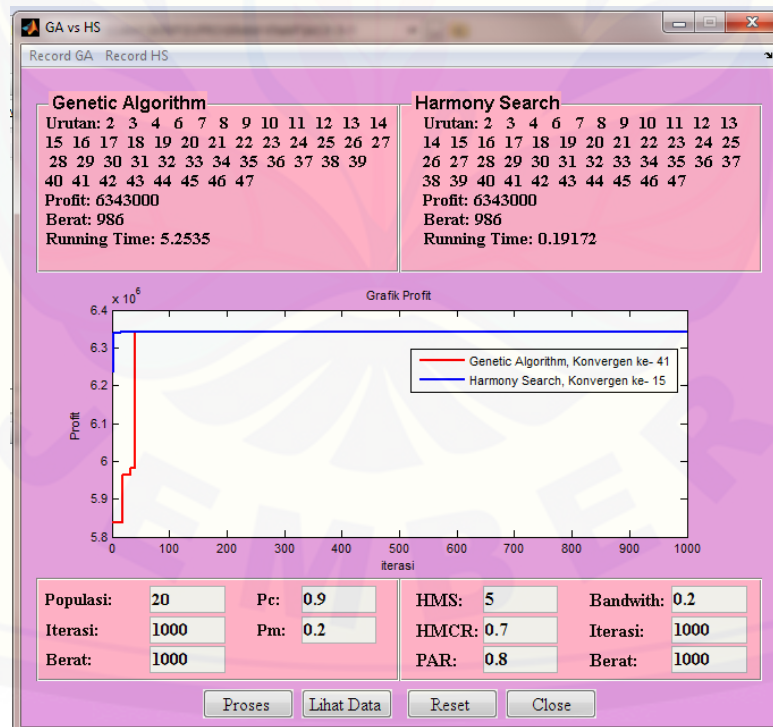 GA vs HS
Record GA Record HS
Genetic Algorithm
Urutan: 2 3 4 6 7 8 9 10 11 12 13 14
15 16 17 18 19 20 21 22 23 24 25 26 27
28 29 30 31 32 33 34 35 36 37 38 39
40 41 42 43 44 45 46 47
Profit: 6343000
Berat: 986
Running Time: 5.2535
Harmony Search
Urutan: 2 3 4 6 7 8 9 10 11 12 13
14 15 16 17 18 19 20 21 22 23 24 25
26 27 28 29 30 31 32 33 34 35 36 37
38 39 40 41 42 43 44 45 46 47
Profit: 6343000
Berat: 986
Running Time: 0.19172
x 10^6
Grafik Profit
6.4
6.3
6.2
6.1
6
5.9
5.8
Profit
Genetic Algorithm, Konvergen ke- 41
Harmony Search, Konvergen ke- 15
0 100 200 300 400 500 600 700 800 900 1000
iterasi
Populasi: 20 Pc: 0.9
Iterasi: 1000 Pm: 0.2
Berat: 1000
HMS: 5 Bandwith: 0.2
HMCR: 0.7 Iterasi: 1000
PAR: 0.8 Berat: 1000
Proses Lihat Data Reset Close
JEMBER